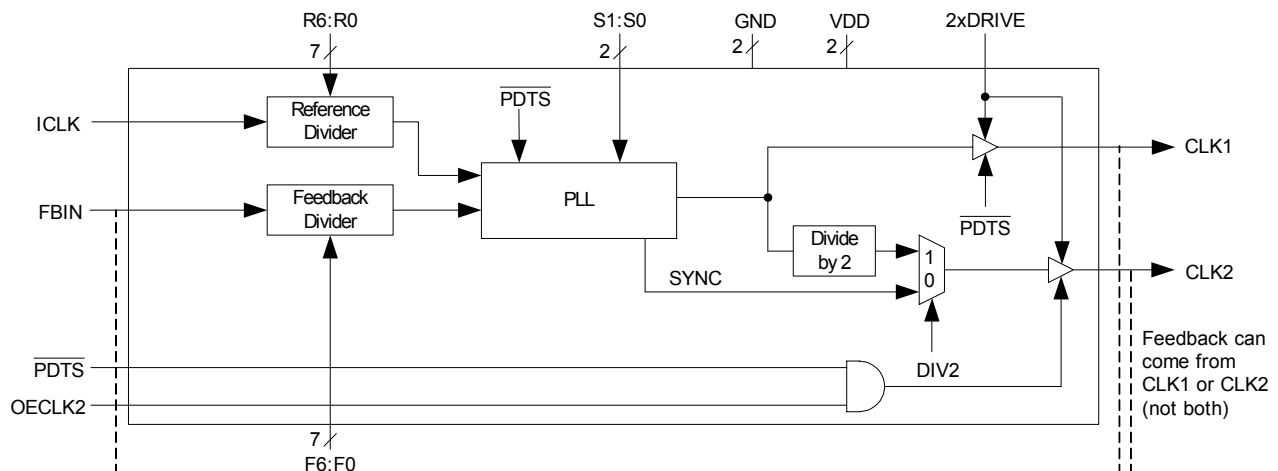 R6:R0
S1:S0
GND
VDD
2xDRIVE
7
2
2
2
PDTS
Reference
Divider
ICLK
CLK1
PLL
Feedback
Divider
FBIN
PDTS
Divide
by 2
1
0
CLK2
SYNC
PDTS
DIV2
OECLK2
Feedback can
come from
CLK1 or CLK2
(not both)
7
F6:F0